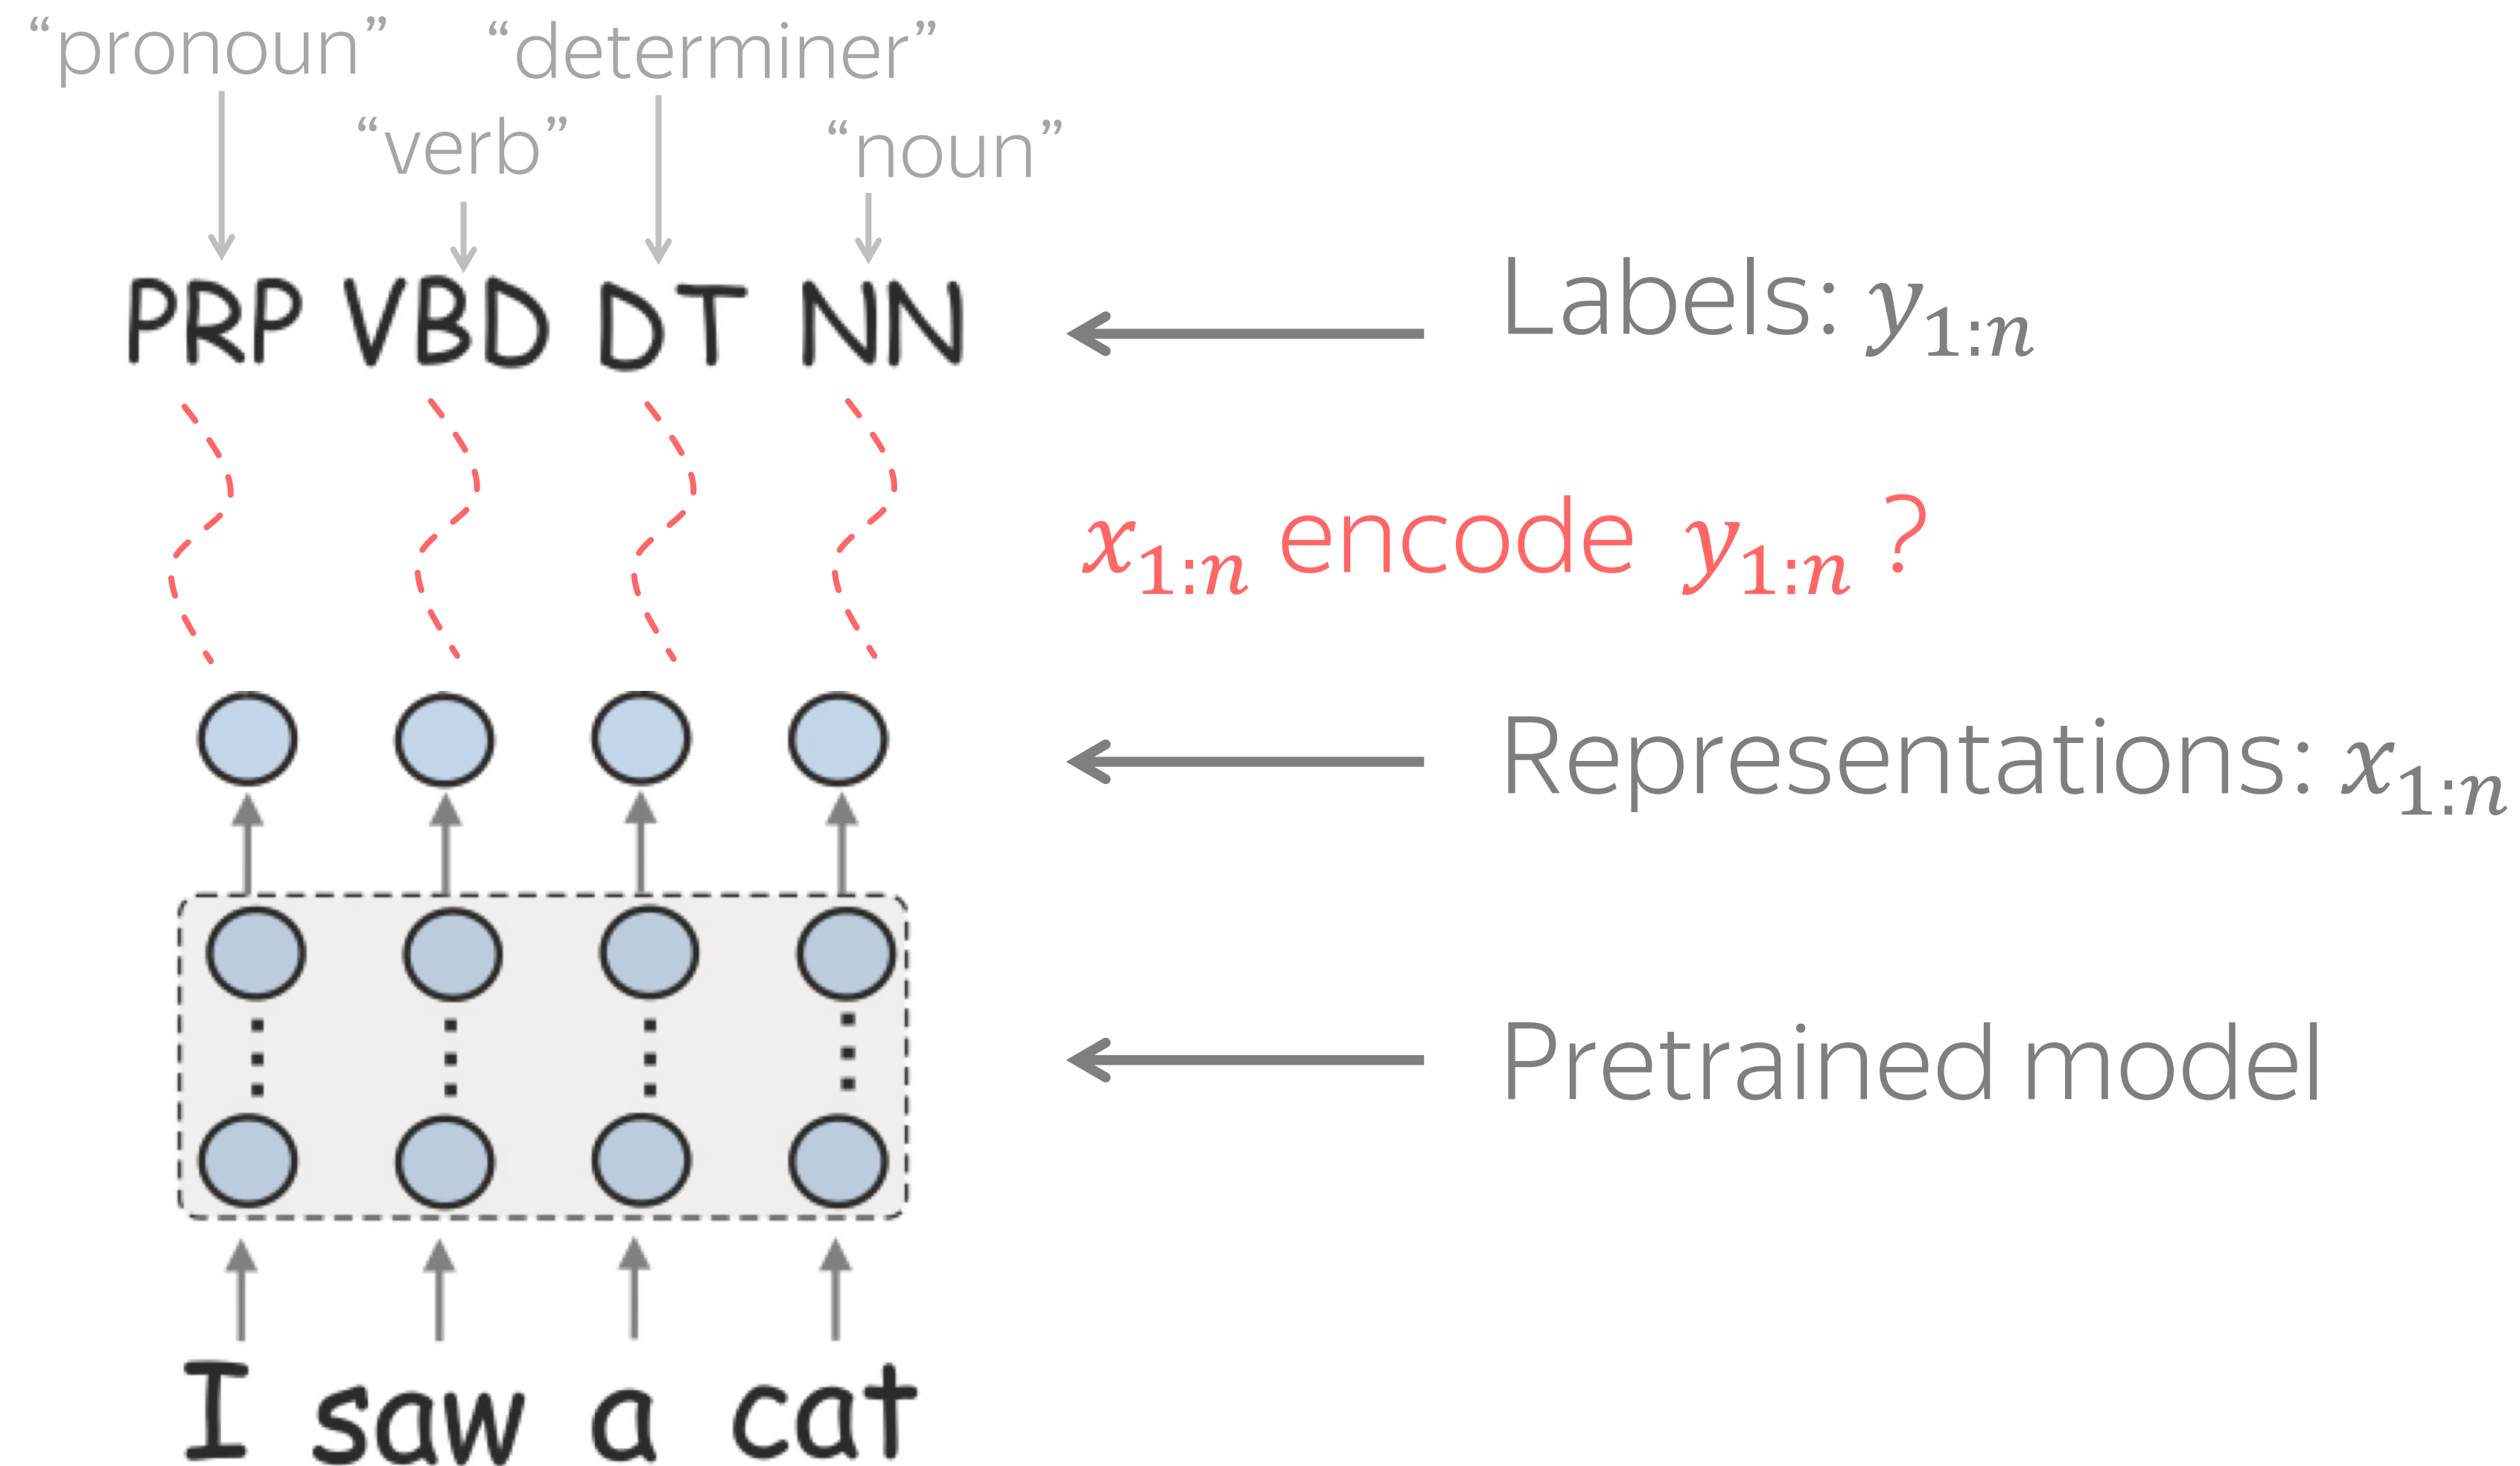 “pronoun” “determiner”
“verb” “noun”
PRP VBD DT NN
Labels: y1:n
x1:n encode y1:n ?
Representations: x1:n
Pretrained model
I saw a cat